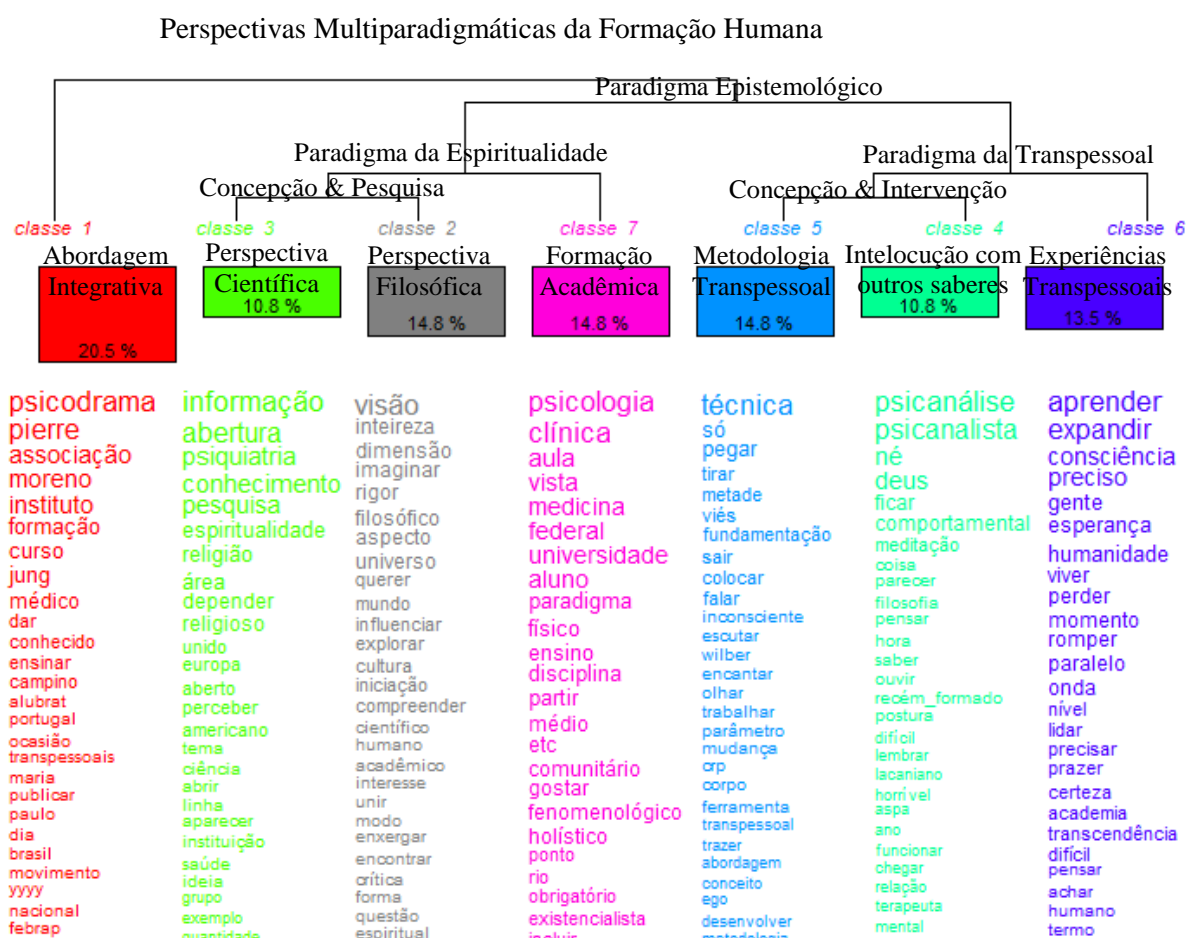 Perspectivas Multiparadigmáticas da Formação Humana
Paradigma Epistemológico
Paradigma da Espiritualidade
Paradigma da Transpessoal
Concepção & Pesquisa
Concepção & Intervenção
classe 1
classe 3
classe 2
classe 7
classe 5
classe 4
classe 6
Abordagem
Integrativa
20.5 %
Perspectiva
Científica
10.8 %
Perspectiva
Filosófica
14.8 %
Formação
Acadêmica
14.8 %
Metodologia
Transpessoal
14.8 %
Intelocução com
outros saberes
10.8 %
Experiências
Transpessoais
13.5 %
psicodrama
pierre
associação
moreno
instituto
formação
curso
jung
médico
dar
conhecido
ensinar
campino
alubrat
portugal
ocasião
transpessoais
maria
publicar
paulo
dia
brasil
movimento
yyyy
nacional
febrap
informação
abertura
psiquiatria
conhecimento
pesquisa
espiritualidade
religião
área
depender
religioso
unido
europa
aberto
perceber
americano
tema
ciência
abrir
linha
aparecer
instituição
saúde
ideia
grupo
exemplo
quantidade
visão
inteireza
dimensão
imaginar
rigor
filosófico
aspecto
universo
querer
mundo
influenciar
explorar
cultura
iniciação
compreender
científico
humano
acadêmico
interesse
unir
modo
enxergar
encontrar
crítica
forma
questão
espiritual
psicologia
clínica
aula
vista
medicina
federal
universidade
aluno
paradigma
físico
ensino
disciplina
partir
médio
etc
comunitário
gostar
fenomenológico
holístico
ponto
rio
obrigatório
existencialista
incluir
técnica
só
pegar
tirar
metade
viés
fundamentação
sair
colocar
falar
inconsciente
escutar
wilber
encantar
olhar
trabalhar
parâmetro
mudança
crp
corpo
ferramenta
transpessoal
trazer
abordagem
conceito
ego
desenvolver
metodologia
psicanálise
psicanalista
né
deus
ficar
comportamental
meditação
coisa
parecer
filosofia
pensar
hora
saber
ouvir
recém_formado
postura
difícil
lembrar
lacaniano
horrível
aspa
ano
funcionar
chegar
relação
terapeuta
mental
aprender
expandir
consciência
preciso
gente
esperança
humanidade
viver
perder
momento
romper
paralelo
onda
nível
lidar
precisar
prazer
certeza
academia
transcendência
difícil
pensar
achar
humano
termo